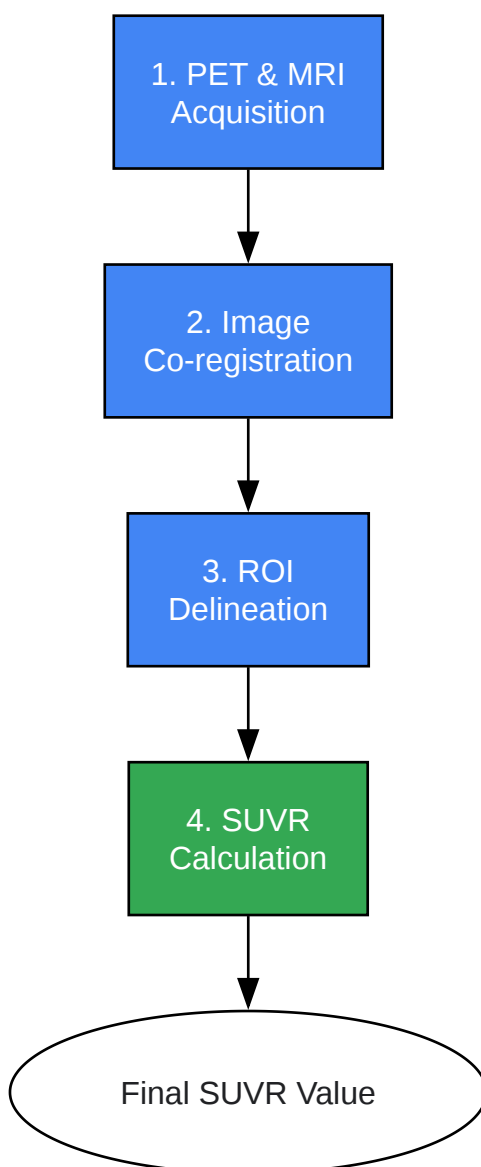 1. PET & MRI
Acquisition
2. Image
Co-registration
3. ROI
Delineation
4. SUVR
Calculation
Final SUVR Value